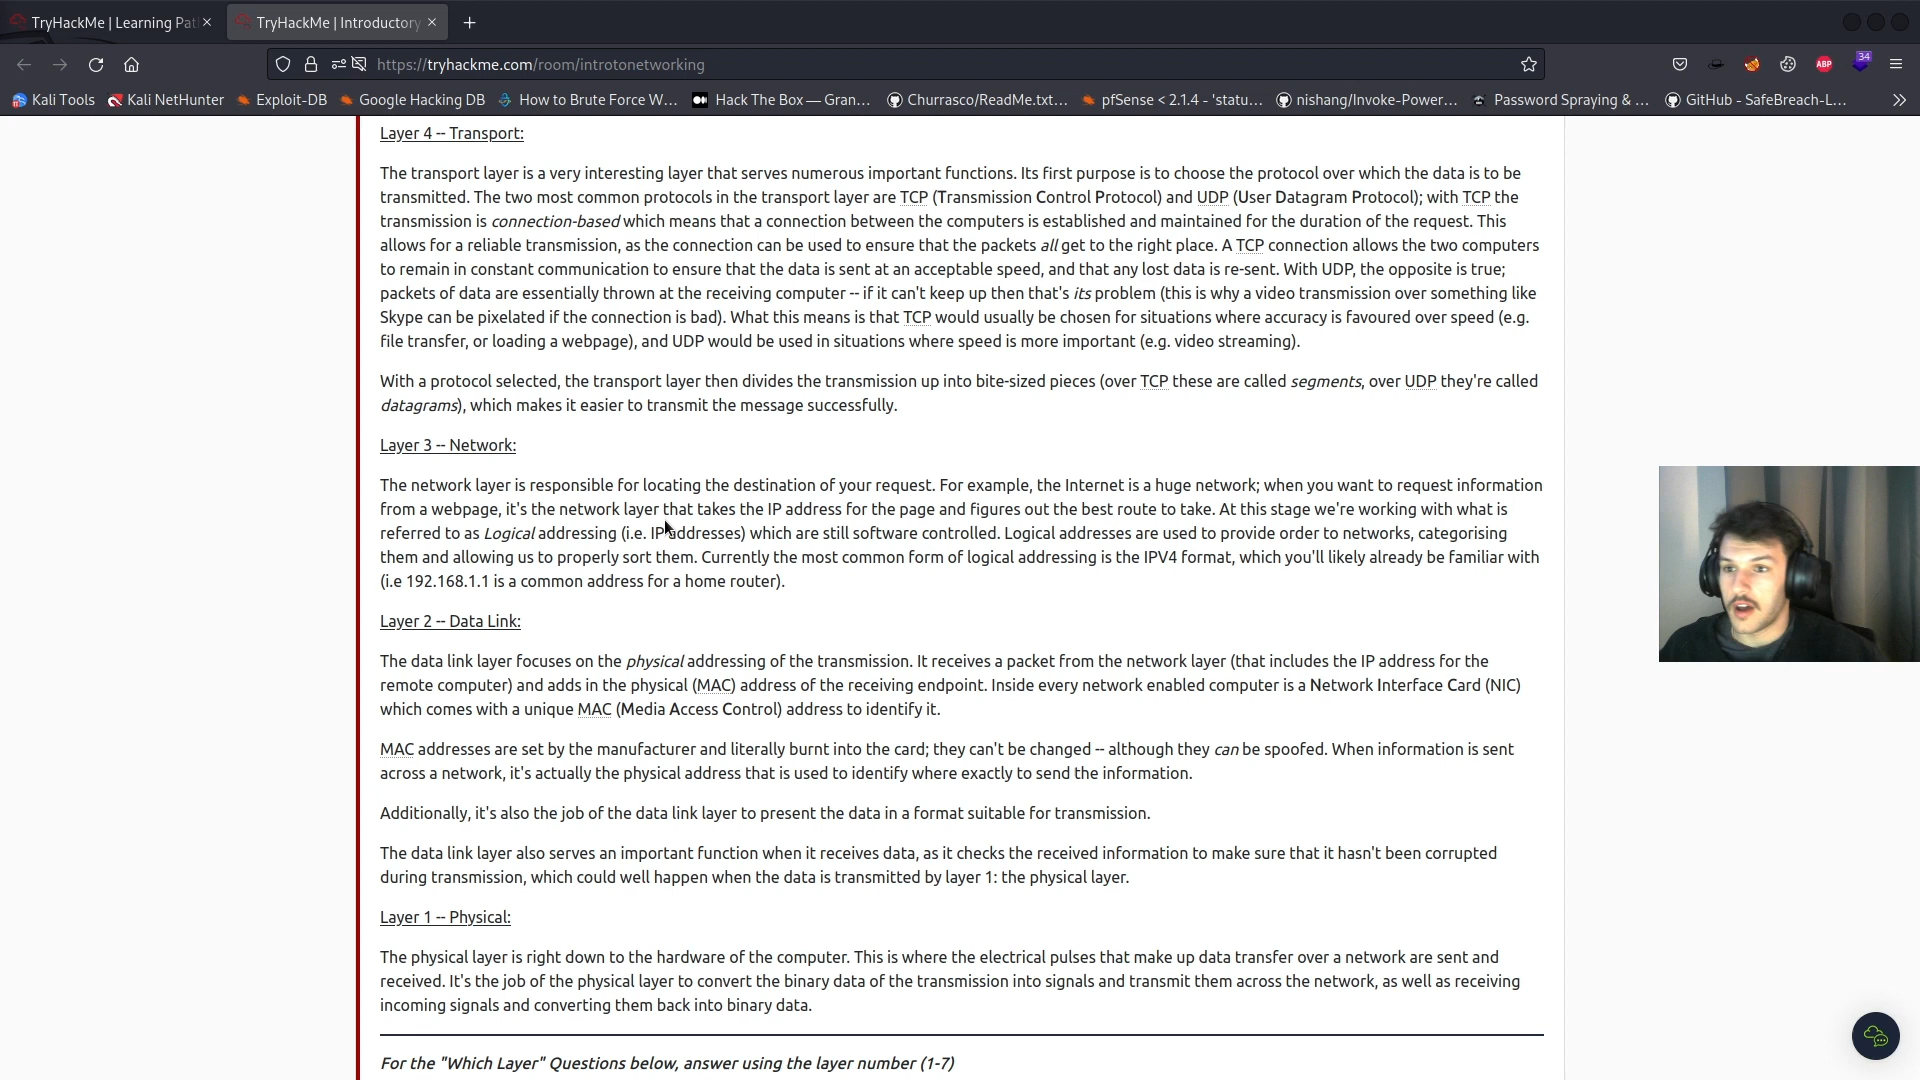 TryHackMe | Learning Pat
TryHackMe | Introductory
https://tryhackme.com/room/introtonetworking
ABP
34
Kali Tools
Kali NetHunter
Exploit-DB
Google Hacking DB
How to Brute Force W...
Hack The Box — Gran...
Churrasco/ReadMe.txt...
pfSense < 2.1.4 - 'statu...
nishang/Invoke-Power...
Password Spraying & ...
GitHub - SafeBreach-L...
Layer 4 -- Transport:
The transport layer is a very interesting layer that serves numerous important functions. Its first purpose is to choose the protocol over which the data is to be
transmitted. The two most common protocols in the transport layer are TCP (Transmission Control Protocol) and UDP (User Datagram Protocol); with TCP the
transmission is connection-based which means that a connection between the computers is established and maintained for the duration of the request. This
allows for a reliable transmission, as the connection can be used to ensure that the packets all get to the right place. A TCP connection allows the two computers
to remain in constant communication to ensure that the data is sent at an acceptable speed, and that any lost data is re-sent. With UDP, the opposite is true;
packets of data are essentially thrown at the receiving computer -- if it can't keep up then that's its problem (this is why a video transmission over something like
Skype can be pixelated if the connection is bad). What this means is that TCP would usually be chosen for situations where accuracy is favoured over speed (e.g.
file transfer, or loading a webpage), and UDP would be used in situations where speed is more important (e.g. video streaming).
With a protocol selected, the transport layer then divides the transmission up into bite-sized pieces (over TCP these are called segments, over UDP they're called
datagrams), which makes it easier to transmit the message successfully.
Layer 3 -- Network:
The network layer is responsible for locating the destination of your request. For example, the Internet is a huge network; when you want to request information
from a webpage, it's the network layer that takes the IP address for the page and figures out the best route to take. At this stage we're working with what is
referred to as Logical addressing (i.e. IP addresses) which are still software controlled. Logical addresses are used to provide order to networks, categorising
them and allowing us to properly sort them. Currently the most common form of logical addressing is the IPV4 format, which you'll likely already be familiar with
(i.e 192.168.1.1 is a common address for a home router).
Layer 2 -- Data Link:
The data link layer focuses on the physical addressing of the transmission. It receives a packet from the network layer (that includes the IP address for the
remote computer) and adds in the physical (MAC) address of the receiving endpoint. Inside every network enabled computer is a Network Interface Card (NIC)
which comes with a unique MAC (Media Access Control) address to identify it.
MAC addresses are set by the manufacturer and literally burnt into the card; they can't be changed -- although they can be spoofed. When information is sent
across a network, it's actually the physical address that is used to identify where exactly to send the information.
Additionally, it's also the job of the data link layer to present the data in a format suitable for transmission.
The data link layer also serves an important function when it receives data, as it checks the received information to make sure that it hasn't been corrupted
during transmission, which could well happen when the data is transmitted by layer 1: the physical layer.
Layer 1 -- Physical:
The physical layer is right down to the hardware of the computer. This is where the electrical pulses that make up data transfer over a network are sent and
received. It's the job of the physical layer to convert the binary data of the transmission into signals and transmit them across the network, as well as receiving
incoming signals and converting them back into binary data.
For the "Which Layer" Questions below, answer using the layer number (1-7)